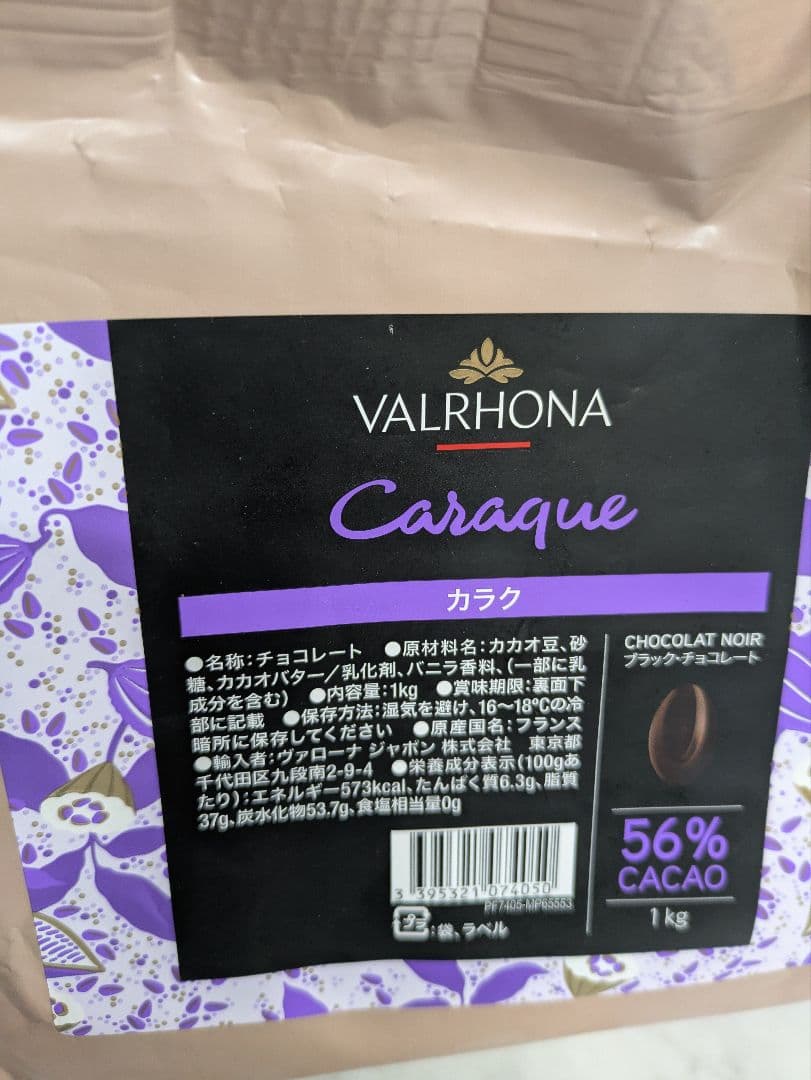 VALRHONA
Caraque
カラク
●名称:チョコレート ●原材料名:カカオ豆、砂
糖、カカオバター/乳化剤、バニラ香料、(一部に乳
成分を含む) ●内容量:1kg ●賞味期限:裏面下
部に記載 ●保存方法:湿気を避け、16〜18℃の冷
暗所に保存してください ●原産国名:フランス
●輸入者:ヴァローナ ジャポン 株式会社 東京都
千代田区九段南2-9-4 ●栄養成分表示(100gあ
たり):エネルギー573kcal、たんぱく質6.3g、脂質
37g、炭水化物53.7g、食塩相当量0g
3 395321 074050
PF7405-MP65553
プラ:袋、ラベル
CHOCOLAT NOIR
ブラック・チョコレート
56%
CACAO
1 kg